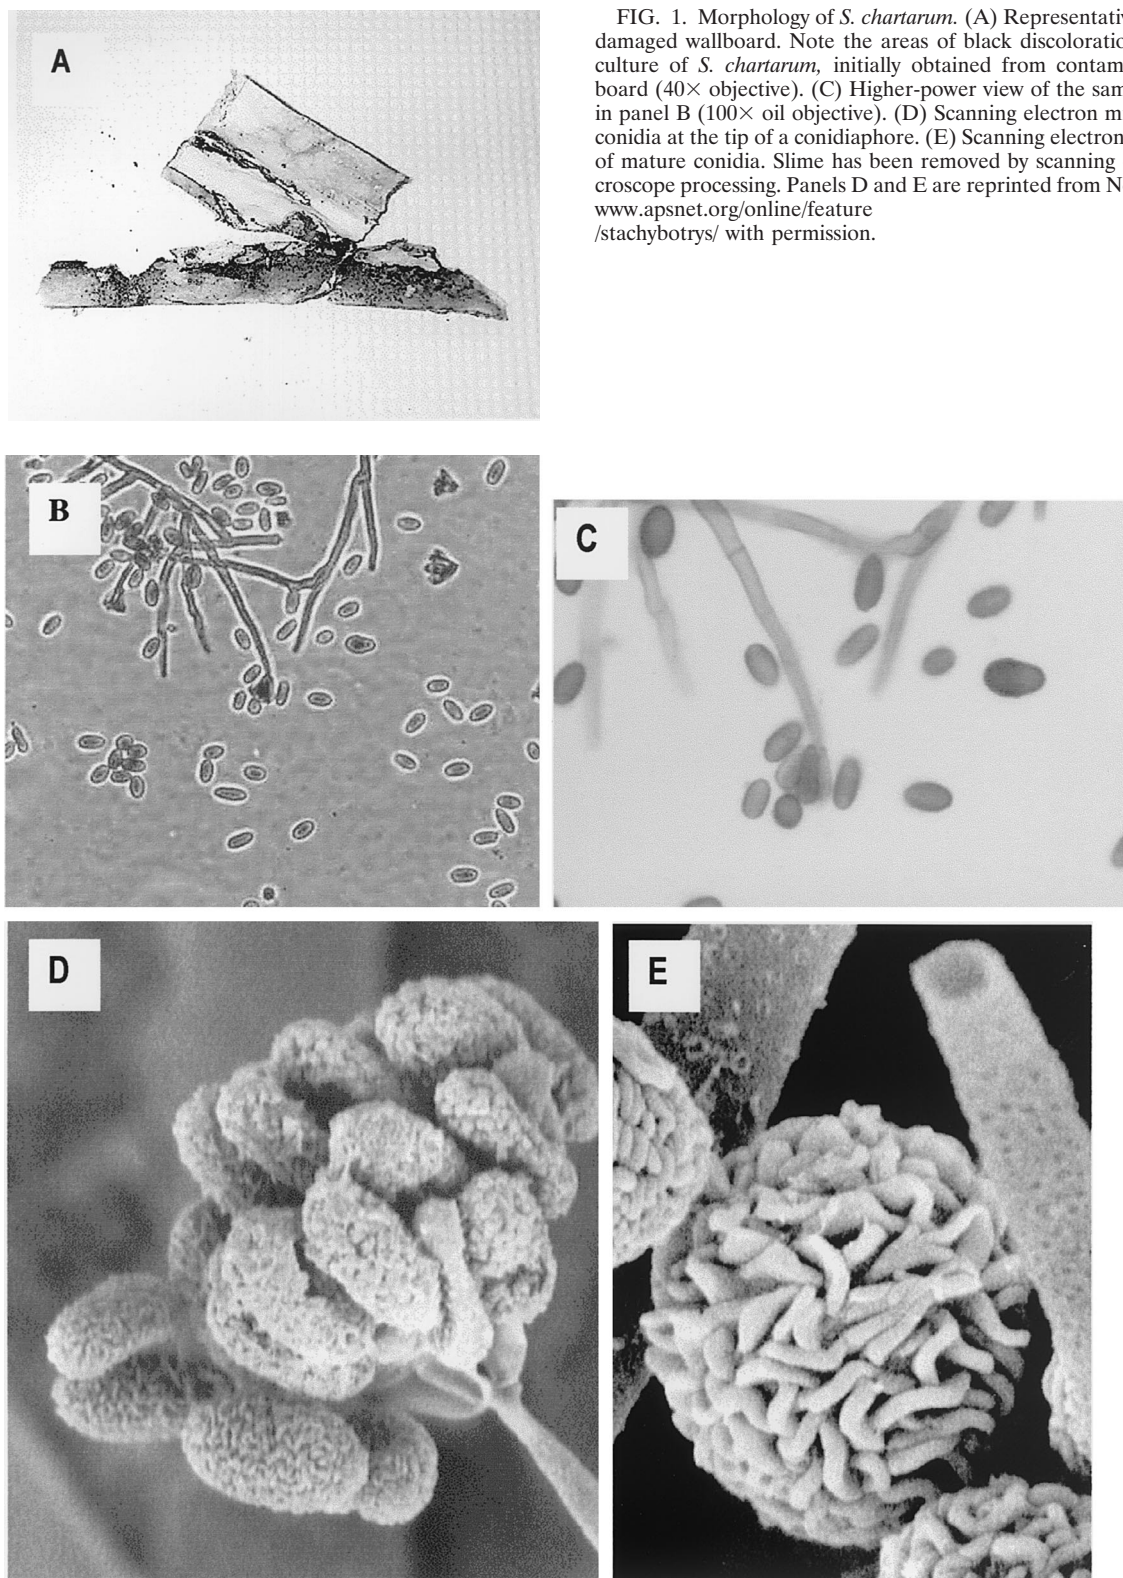 FIG. 1. Morphology of S. chartarum. (A) Representativ
damaged wallboard. Note the areas of black discoloratio
culture of S. chartarum, initially obtained from contam
board (40× objective). (C) Higher-power view of the sam
in panel B (100× oil objective). (D) Scanning electron m
conidia at the tip of a conidiaphore. (E) Scanning electron
of mature conidia. Slime has been removed by scanning
croscope processing. Panels D and E are reprinted from N
www.apsnet.org/online/feature
/stachybotrys/ with permission.
A
B
C
D
E